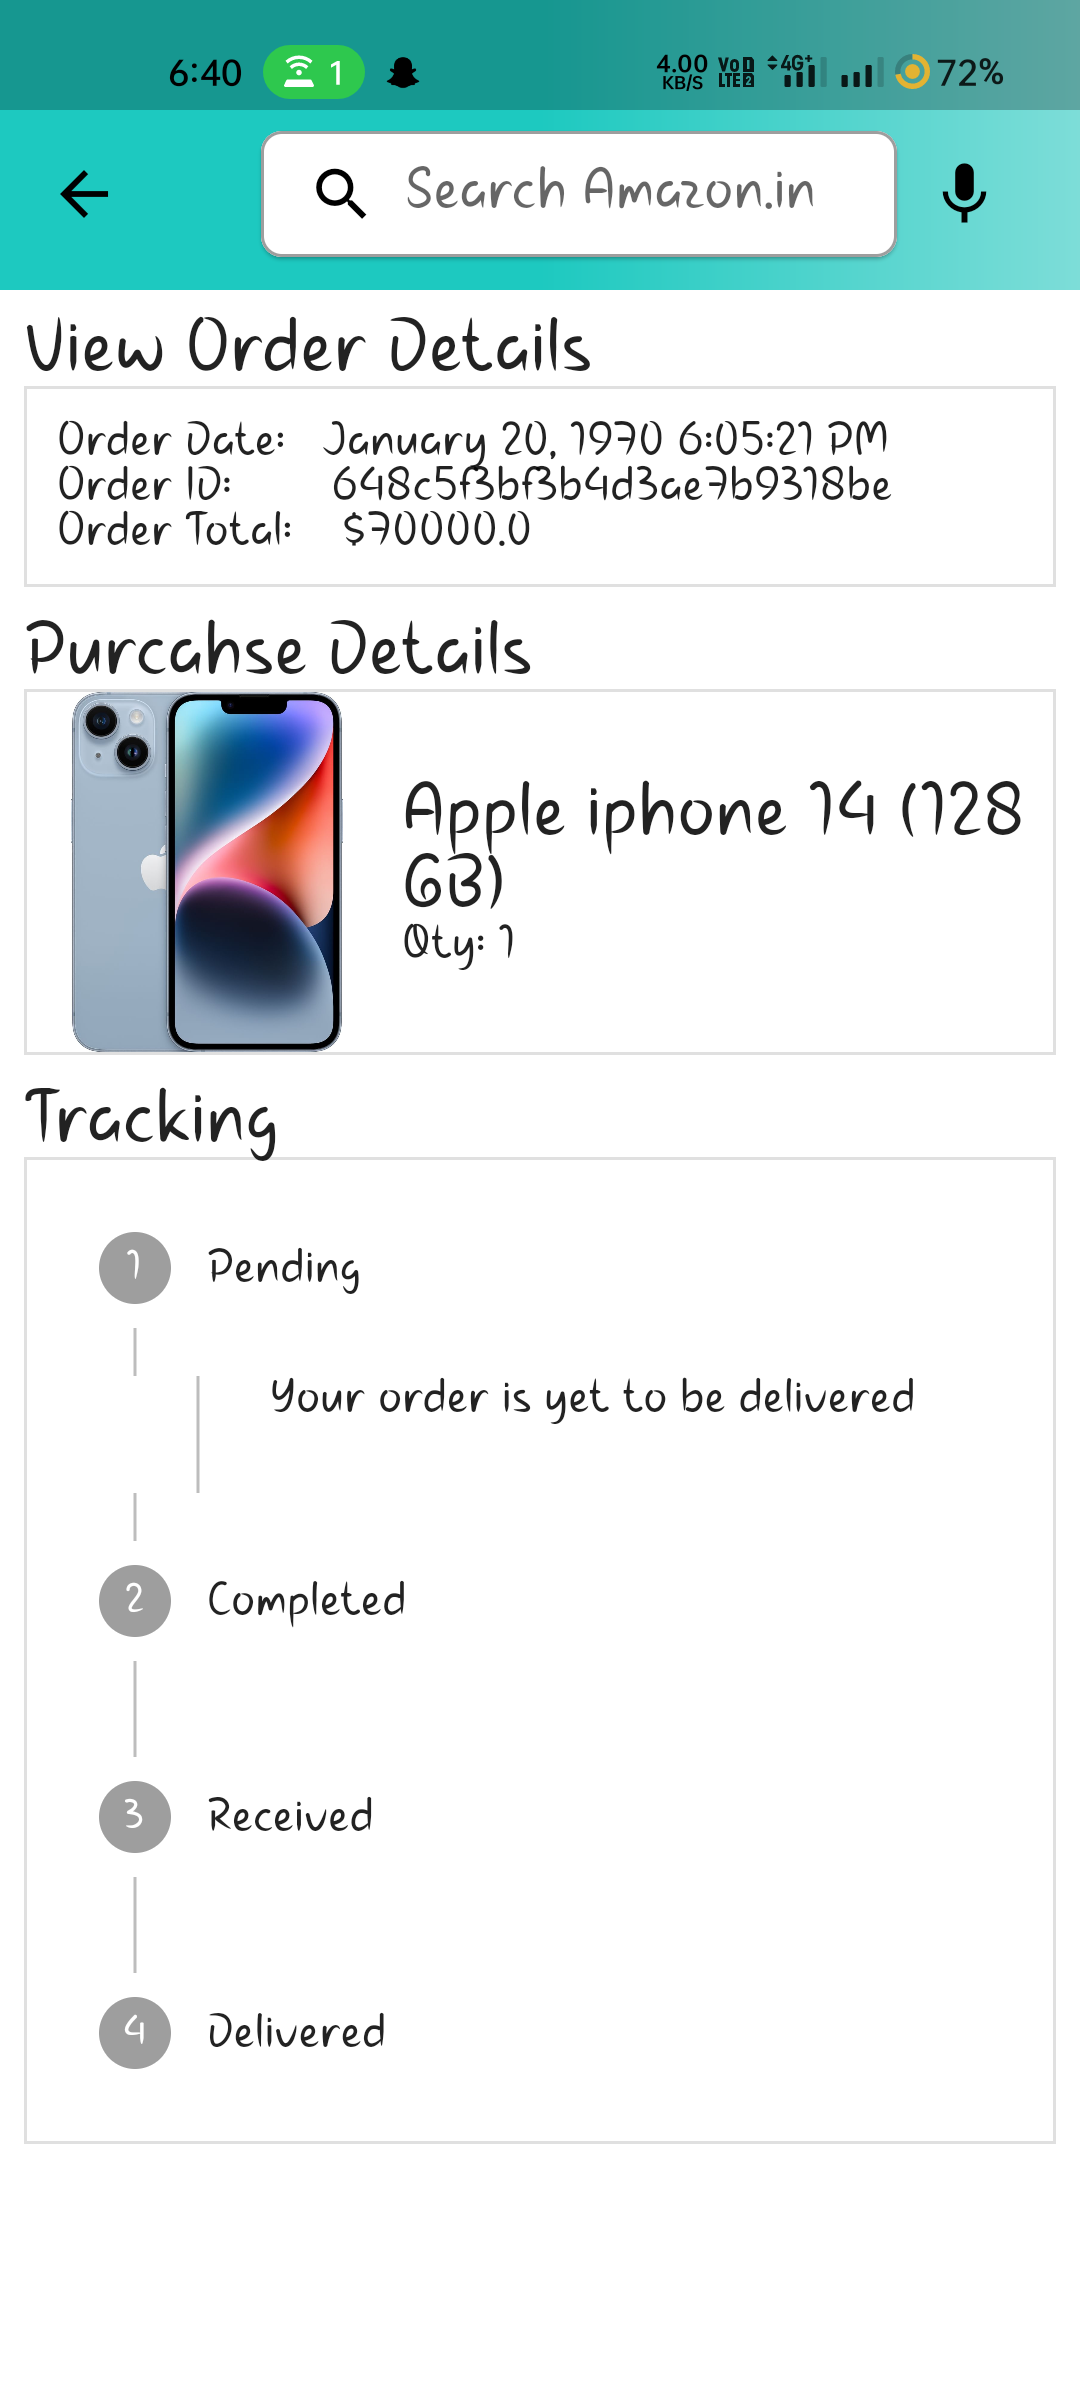 6:40 1 4.00 KB/S VoLTE 2 4G+ 72%
Search Amazon.in
View Order Details
Order Date: January 20, 1970 6:05:21 PM
Order ID: 648c5f3bf3b4d3ae7b9318be
Order Total: $70000.0
Purcahse Details
Apple iphone 14 (128
GB)
Qty: 1
Tracking
1 Pending
Your order is yet to be delivered
2 Completed
3 Received
4 Delivered